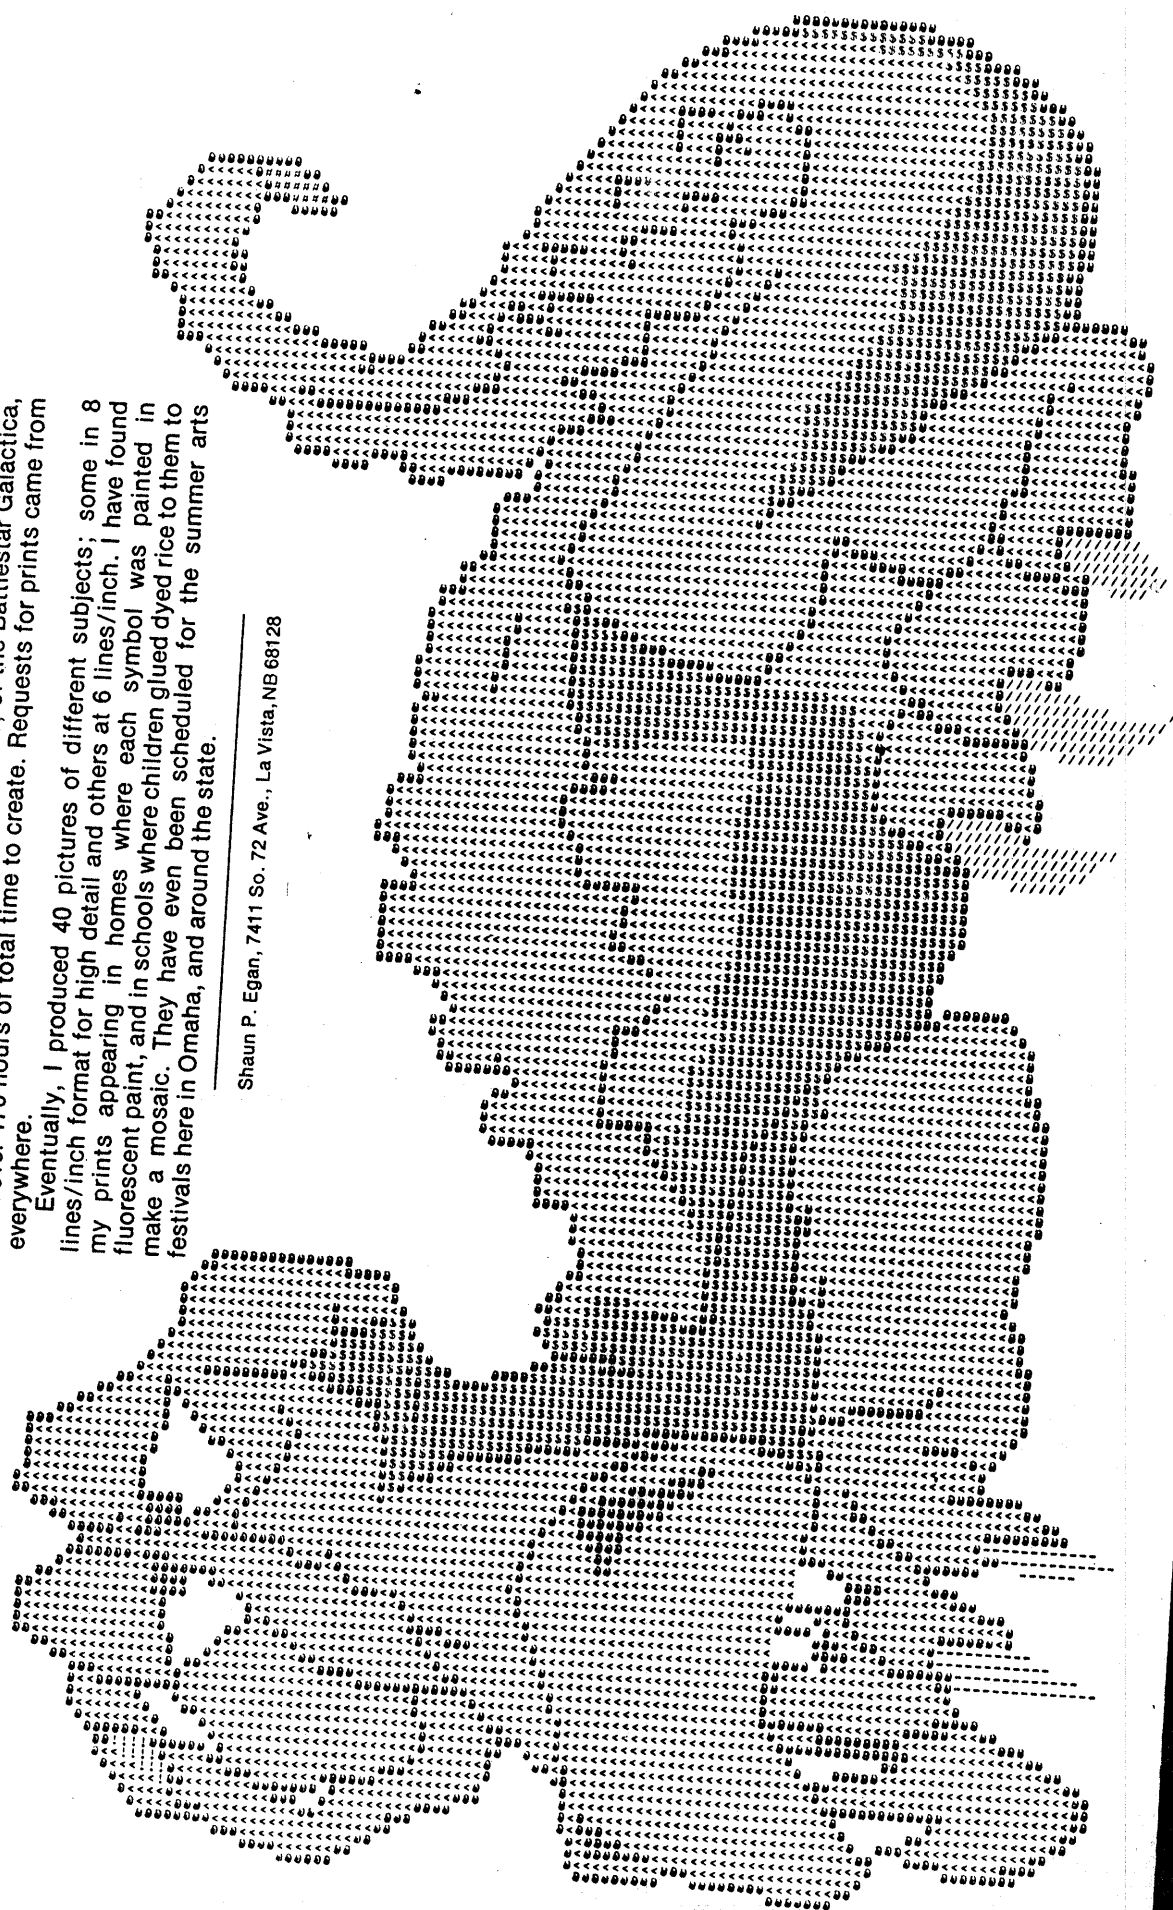 hours of total time to create. Requests for prints came from
everywhere.
Eventually, I produced 40 pictures of different subjects; some in 8
lines/inch format for high detail and others at 6 lines/inch. I have found
my prints appearing in homes where each symbol was painted in
fluorescent paint, and in schools where children glued dyed rice to them to
make a mosaic. They have even been scheduled for the summer arts
festivals here in Omaha, and around the state.
Shaun P. Egan, 7411 So. 72 Ave., La Vista, NB 68128